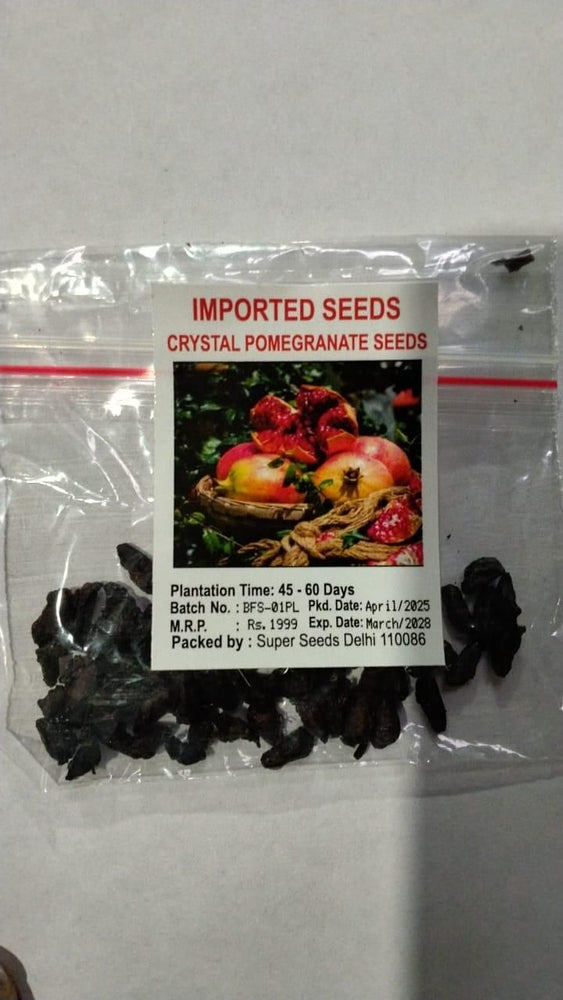 IMPORTED SEEDS
CRYSTAL POMEGRANATE SEEDS
Plantation Time: 45 - 60 Days
Batch No. : BFS-01PL Pkd. Date: April/2025
M.R.P. : Rs. 1999 Exp. Date: March/2028
Packed by : Super Seeds Delhi 110086